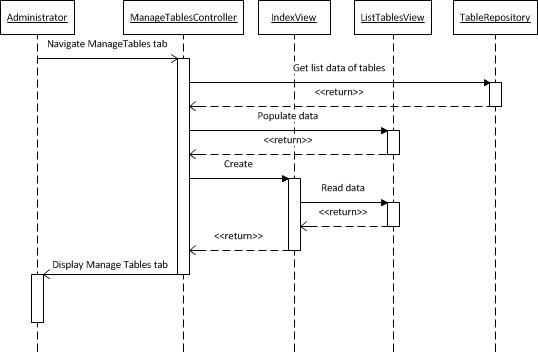 Administrator
ManageTablesController
IndexView
ListTablesView
TableRepository
Navigate ManageTables tab
Get list data of tables
<<return>>
Populate data
<<return>>
Create
Read data
<<return>>
<<return>>
Display Manage Tables tab